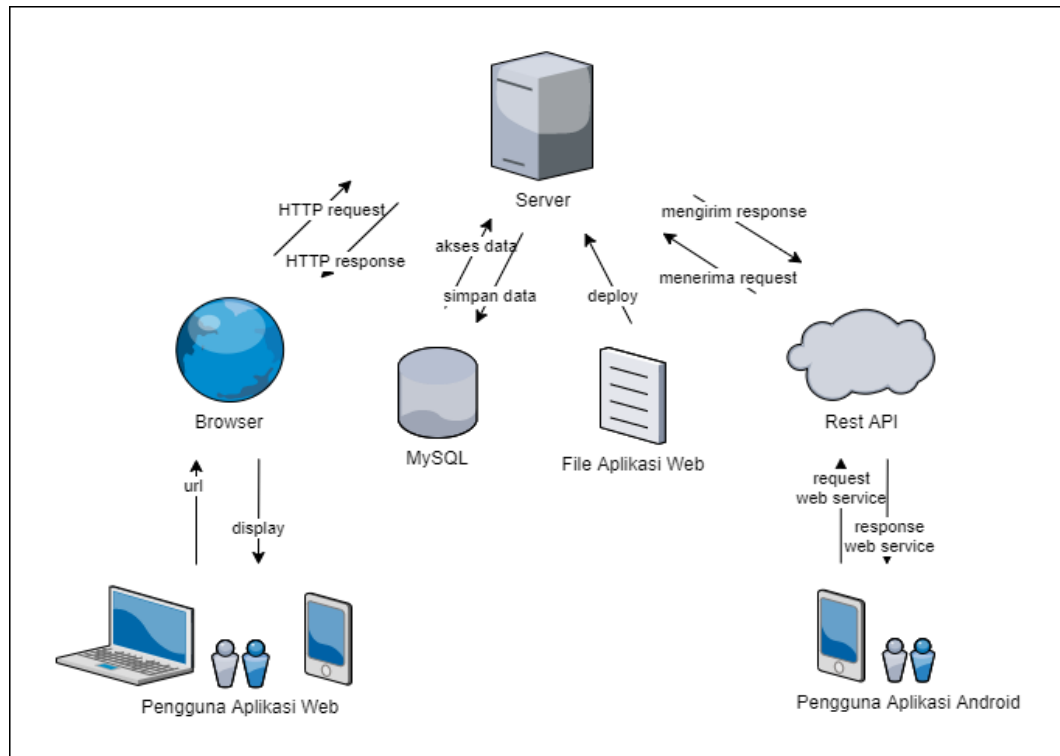 Server
HTTP request
mengirim response
akses data
HTTP response
menerima request
simpan data
deploy
Browser
Rest API
MySQL
File Aplikasi Web
url
request
web service
display
response
web service
Pengguna Aplikasi Web
Pengguna Aplikasi Android